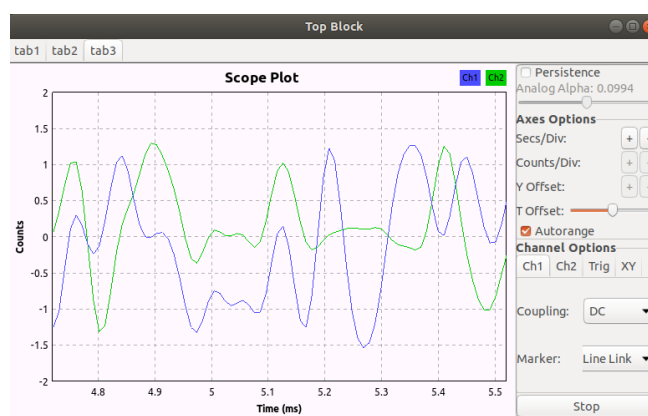 Top Block
tab1 tab2 tab3
Scope Plot
Ch1 Ch2
2
1.5
1
0.5
0
-0.5
-1
-1.5
-2
Counts
4.8 4.9 5 5.1 5.2 5.3 5.4 5.5
Time (ms)
Persistence
Analog Alpha: 0.0994
Axes Options
Secs/Div: +
Counts/Div: +
Y Offset: +
T Offset:
Autorange
Channel Options
Ch1 Ch2 Trig XY
Coupling: DC
Marker: Line Link
Stop